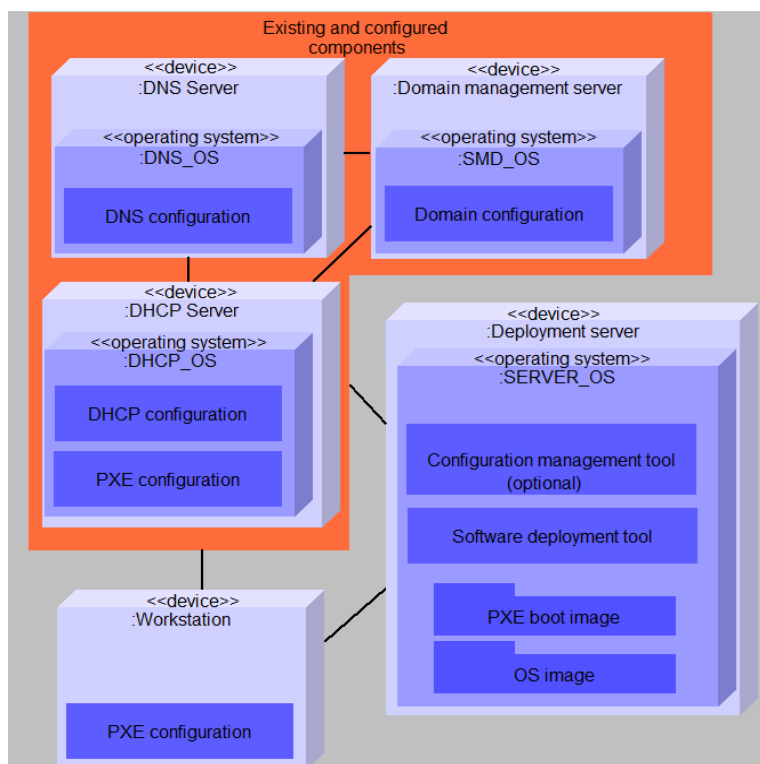 Existing and configured
components
<<device>>
:DNS Server
<<operating system>>
:DNS_OS
DNS configuration
<<device>>
:Domain management server
<<operating system>>
:SMD_OS
Domain configuration
<<device>>
:DHCP Server
<<operating system>>
:DHCP_OS
DHCP configuration
PXE configuration
<<device>>
:Deployment server
<<operating system>>
:SERVER_OS
Configuration management tool
(optional)
Software deployment tool
PXE boot image
OS image
<<device>>
:Workstation
PXE configuration